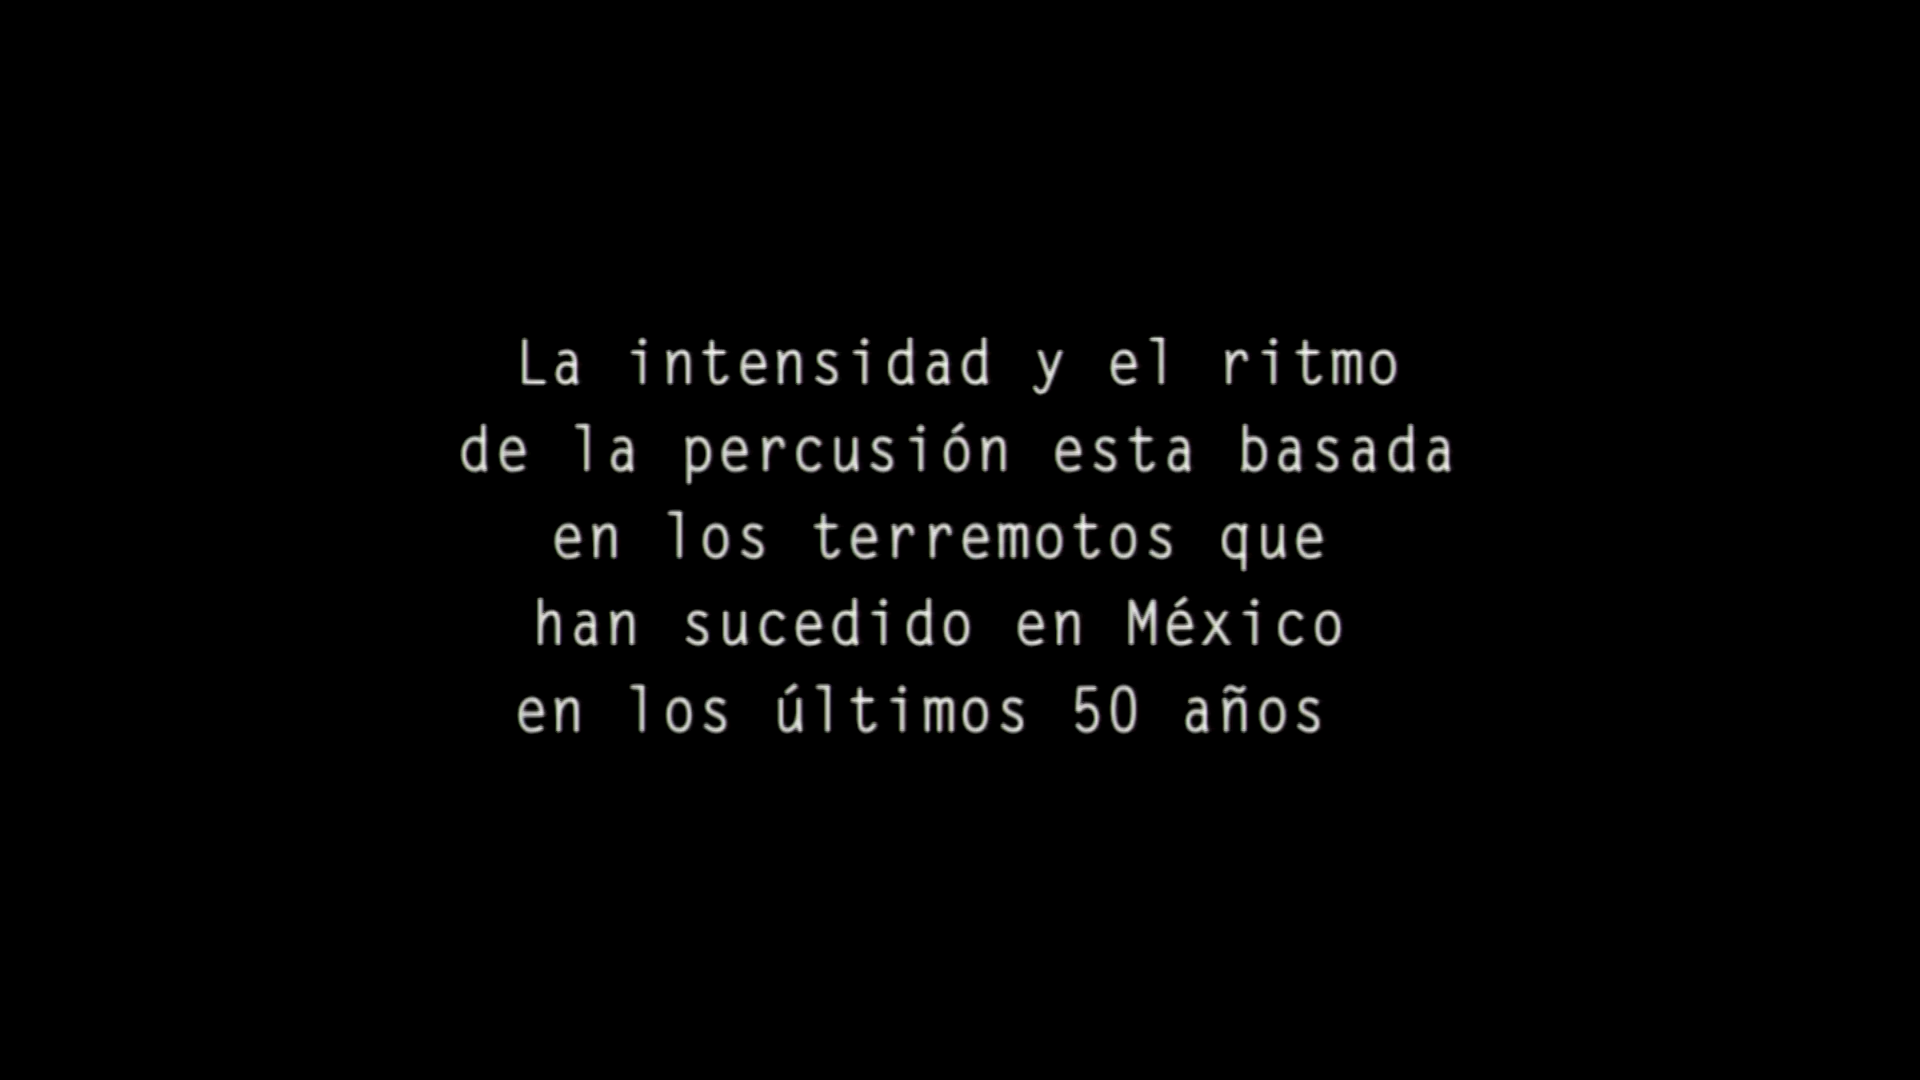 La intensidad y el ritmo
de la percusión esta basada
en los terremotos que
han sucedido en México
en los últimos 50 años